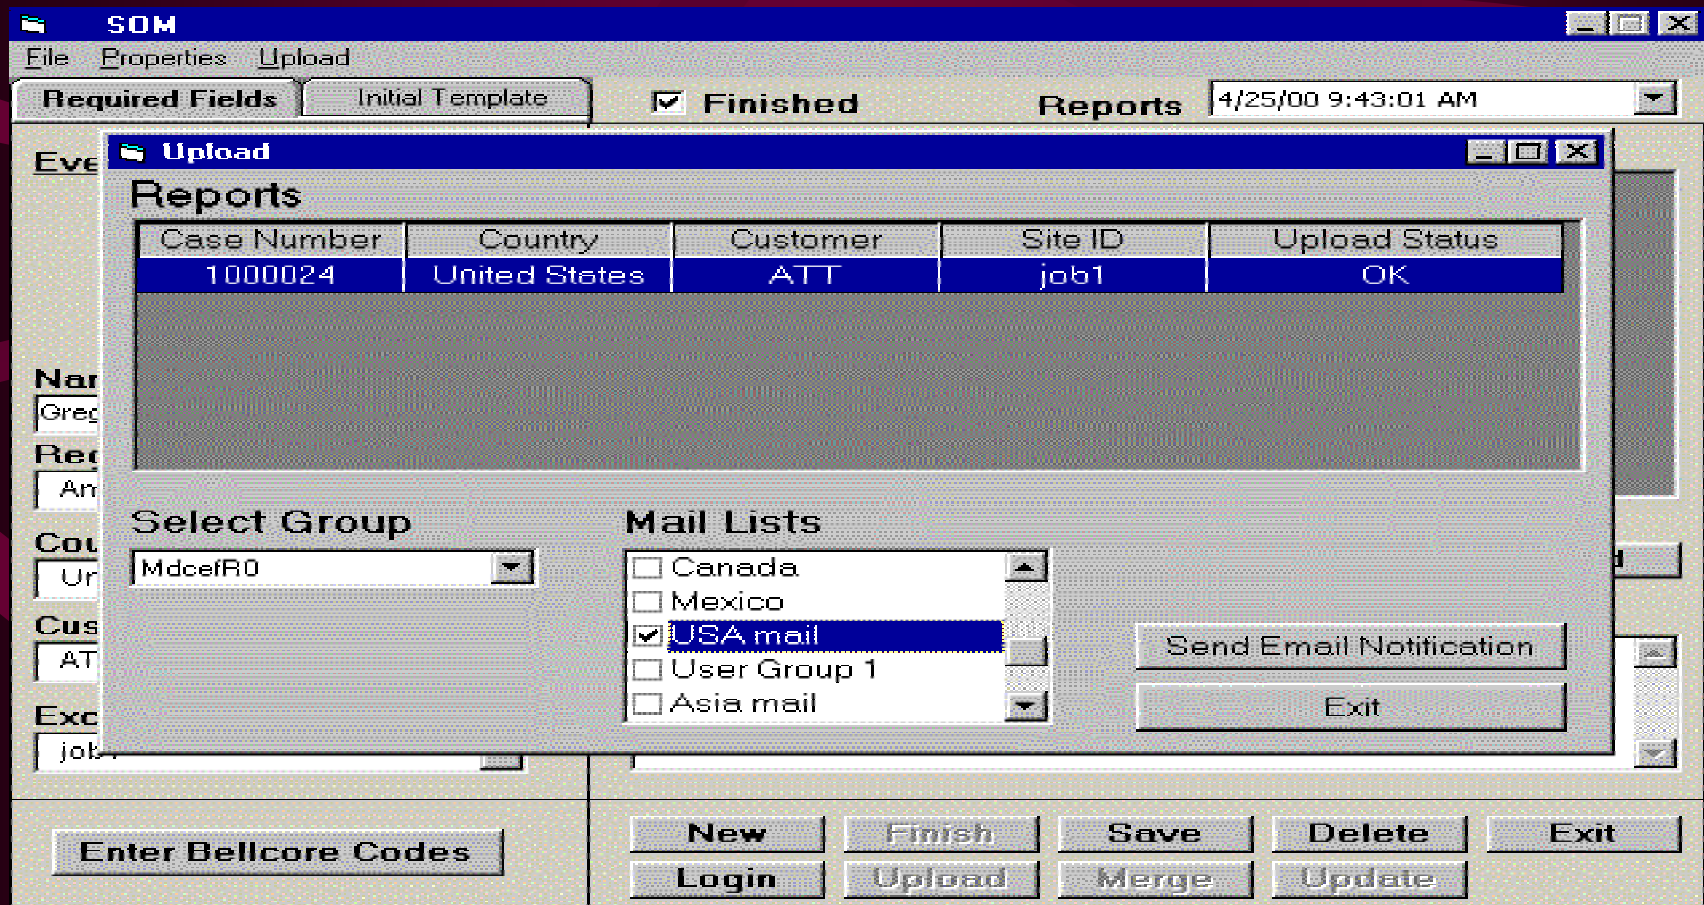 SOM
File Properties Upload
Required Fields Initial Template Finished Reports 4/25/00 9:43:01 AM
Upload
Reports
Case Number Country Customer Site ID Upload Status
1000024 United States ATT job1 OK
Select Group Mail Lists
MdcefR0
Canada
Mexico
USA mail
User Group 1
Asia mail
Send Email Notification
Exit
Enter Bellcore Codes
New Finish Save Delete Exit
Login Upload Merge Update